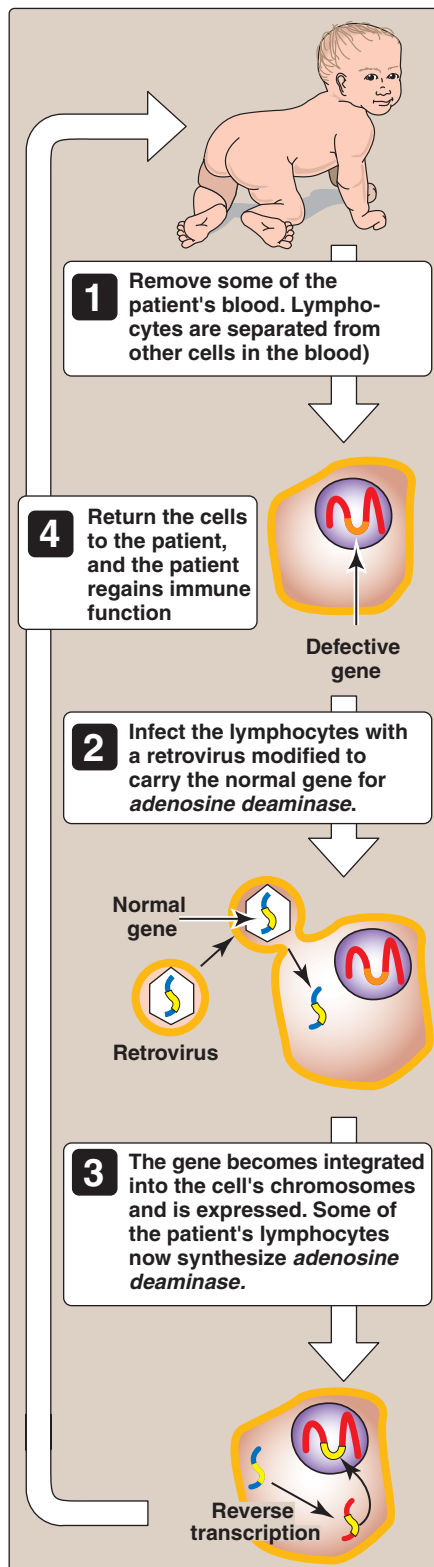 1
Remove some of the
patient's blood. Lympho-
cytes are separated from
other cells in the blood)
4
Return the cells
to the patient,
and the patient
regains immune
function
Defective
gene
2
Infect the lymphocytes with
a retrovirus modified to
carry the normal gene for
adenosine deaminase.
Normal
gene
Retrovirus
3
The gene becomes integrated
into the cell's chromosomes
and is expressed. Some of
the patient's lymphocytes
now synthesize adenosine
deaminase.
Reverse
transcription